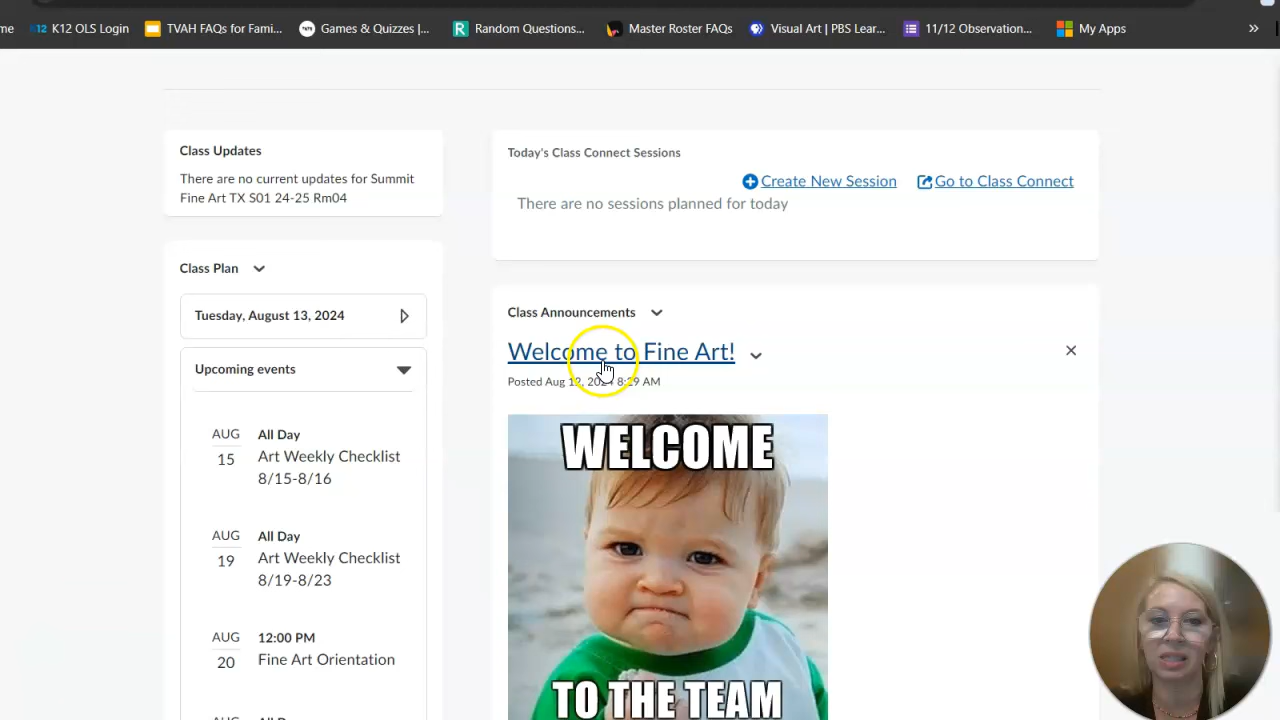 me
K12 OLS Login
TVAH FAQs for Fami...
Games & Quizzes |...
Random Questions...
Master Roster FAQs
Visual Art | PBS Lear...
11/12 Observation...
My Apps
»
Class Updates
There are no current updates for Summit
Fine Art TX S01 24-25 Rm04
Class Plan
Tuesday, August 13, 2024
Upcoming events
AUG
15
All Day
Art Weekly Checklist
8/15-8/16
AUG
19
All Day
Art Weekly Checklist
8/19-8/23
AUG
20
12:00 PM
Fine Art Orientation
Today's Class Connect Sessions
Create New Session
Go to Class Connect
There are no sessions planned for today
Class Announcements
Welcome to Fine Art!
Posted Aug 12, 2024 8:29 AM
WELCOME
TO THE TEAM